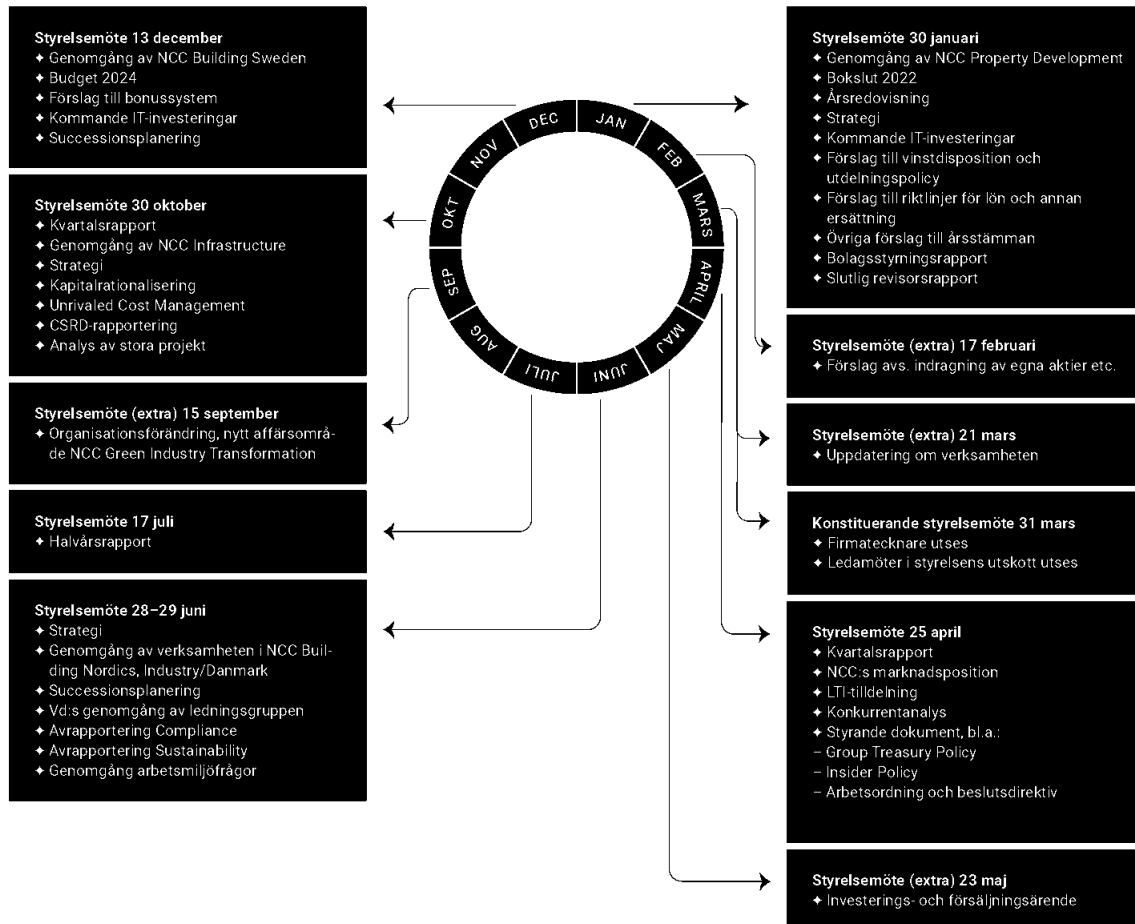 Styrelsemöte 13 december
✦ Genomgång av NCC Building Sweden
✦ Budget 2024
✦ Förslag till bonussystem
✦ Kommande IT-investeringar
✦ Successionsplanering
Styrelsemöte 30 oktober
✦ Kvartalsrapport
✦ Genomgång av NCC Infrastructure
✦ Strategi
✦ Kapitalrationalisering
✦ Unrivaled Cost Management
✦ CSRD-rapportering
✦ Analys av stora projekt
Styrelsemöte (extra) 15 september
✦ Organisationsförändring, nytt affärsområ-
de NCC Green Industry Transformation
Styrelsemöte 17 juli
✦ Halvårsrapport
Styrelsemöte 28–29 juni
✦ Strategi
✦ Genomgång av verksamheten i NCC Buil-
ding Nordics, Industry/Danmark
✦ Successionsplanering
✦ Vd:s genomgång av ledningsgruppen
✦ Avrapportering Compliance
✦ Avrapportering Sustainability
✦ Genomgång arbetsmiljöfrågor
JAN
FEB
MARS
APRIL
MAJ
JUNI
JULI
AUG
SEP
OKT
NOV
DEC
Styrelsemöte 30 januari
✦ Genomgång av NCC Property Development
✦ Bokslut 2022
✦ Årsredovisning
✦ Strategi
✦ Kommande IT-investeringar
✦ Förslag till vinstdisposition och
utdelningspolicy
✦ Förslag till riktlinjer för lön och annan
ersättning
✦ Övriga förslag till årsstämman
✦ Bolagsstyrningsrapport
✦ Slutlig revisorsrapport
Styrelsemöte (extra) 17 februari
✦ Förslag avs. indragning av egna aktier etc.
Styrelsemöte (extra) 21 mars
✦ Uppdatering om verksamheten
Konstituerande styrelsemöte 31 mars
✦ Firmatecknare utses
✦ Ledamöter i styrelsens utskott utses
Styrelsemöte 25 april
✦ Kvartalsrapport
✦ NCC:s marknadsposition
✦ LTI-tilldelning
✦ Konkurrentanalys
✦ Styrande dokument, bl.a.:
– Group Treasury Policy
– Insider Policy
– Arbetsordning och beslutsdirektiv
Styrelsemöte (extra) 23 maj
✦ Investerings- och försäljningsärende